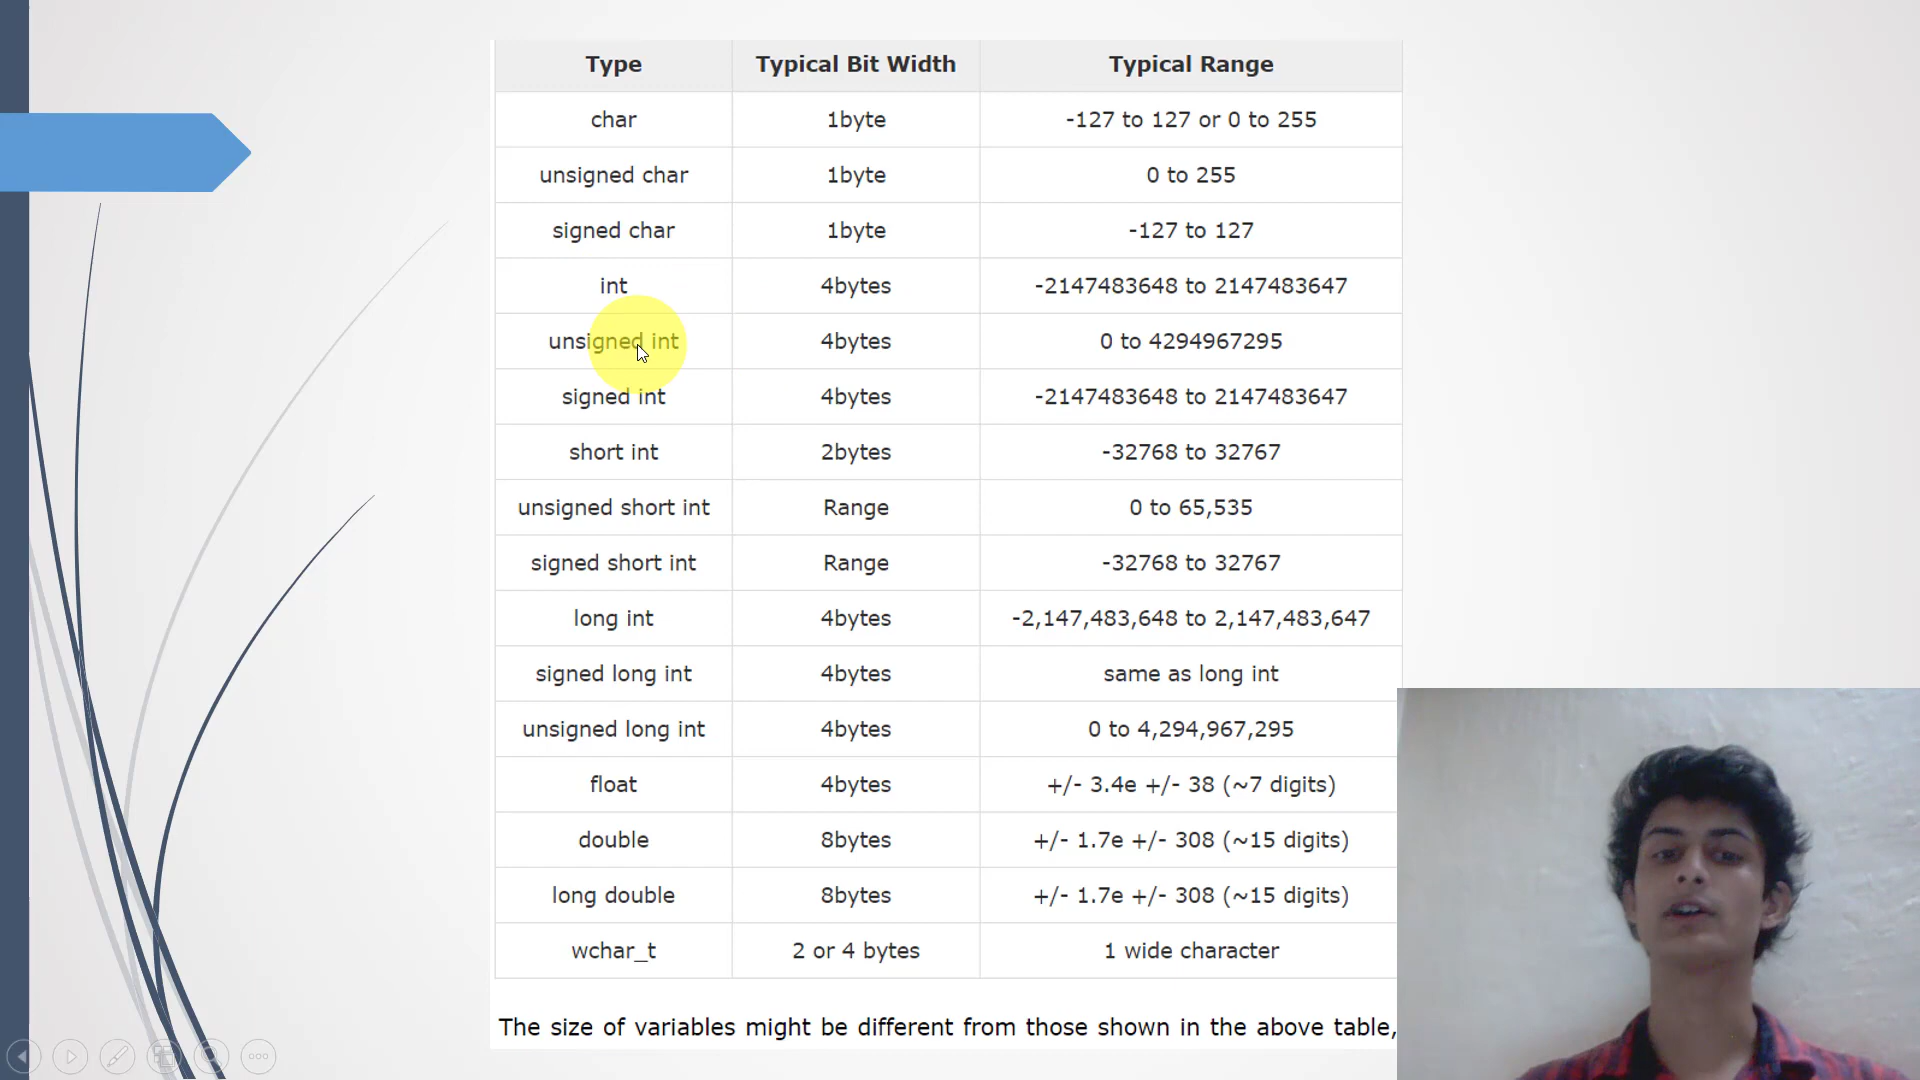 Type Typical Bit Width Typical Range
char 1byte -127 to 127 or 0 to 255
unsigned char 1byte 0 to 255
signed char 1byte -127 to 127
int 4bytes -2147483648 to 2147483647
unsigned int 4bytes 0 to 4294967295
signed int 4bytes -2147483648 to 2147483647
short int 2bytes -32768 to 32767
unsigned short int Range 0 to 65,535
signed short int Range -32768 to 32767
long int 4bytes -2,147,483,648 to 2,147,483,647
signed long int 4bytes same as long int
unsigned long int 4bytes 0 to 4,294,967,295
float 4bytes +/- 3.4e +/- 38 (~7 digits)
double 8bytes +/- 1.7e +/- 308 (~15 digits)
long double 8bytes +/- 1.7e +/- 308 (~15 digits)
wchar_t 2 or 4 bytes 1 wide character
The size of variables might be different from those shown in the above table,